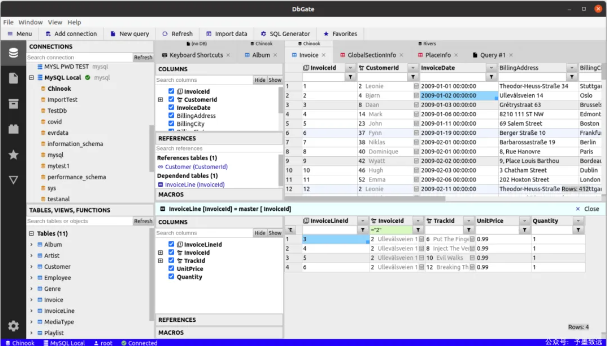 DbGate
File View Window Help
Menu Add connection New query Refresh Import data SQL Generator Favorites
CONNECTIONS
Search connection Refresh
MYSL PWD TEST mysql
MySQL Local mysql
Chinook
ImportTest
TestDb
covid
evrdata
information_schema
mysql
mytest1
performance_schema
sys
testanal
TABLES, VIEWS, FUNCTIONS
Search tables or objects Refresh
Tables (11)
Album
Artist
Customer
Employee
Genre
Invoice
InvoiceLine
MediaType
Playlist
(no DB) Chinook Chinook Rivers
Keyboard Shortcuts Album Invoice GlobalSectionInfo PlaceInfo Query #1
COLUMNS
Search columns Hide Show
InvoiceId
CustomerId
InvoiceDate
BillingAddress
BillingCity
REFERENCES
Search references
References tables (1)
Customer (CustomerId)
Dependend tables (1)
InvoiceLine (InvoiceId)
MACROS
InvoiceId CustomerId InvoiceDate BillingAddress BillingC
1 1 2 Leonie 2009-01-01 00:00:00 Theodor-Heuss-Straße 34 Stuttga
2 2 4 Bjørn 2009-01-02 00:00:00 Ullevålsveien 14 Oslo
3 3 8 Daan 2009-01-03 00:00:00 Grétrystraat 63 Brussels
4 4 14 Mark 2009-01-06 00:00:00 8210 111 ST NW Edmont
5 5 23 John 2009-01-11 00:00:00 69 Salem Street Boston
6 6 37 Fynn 2009-01-19 00:00:00 Berger Straße 10 Frankfu
7 7 38 Niklas 2009-02-01 00:00:00 Barbarossastraße 19 Berlin
8 8 40 Dominique 2009-02-01 00:00:00 8, Rue Hanovre Paris
9 9 42 Wyatt 2009-02-02 00:00:00 9, Place Louis Barthou Bordeau
10 10 46 Hugh 2009-02-03 00:00:00 3 Chatham Street Dublin
11 11 52 Emma 2009-02-06 00:00:00 202 Hoxton Street London
12 12 2 Leonie 2009-02-11 00:00:00 Theodor-Heuss-Straße 34
Rows: 412
InvoiceLine [InvoiceId] = master [ InvoiceId] Close
COLUMNS
Search columns Hide Show
InvoiceLineId
InvoiceId
TrackId
UnitPrice
Quantity
REFERENCES
MACROS
InvoiceLineId InvoiceId TrackId UnitPrice Quantity
="2"
1 3 2 Ullevålsveien 1 6 Put The Finge 0.99 1
2 4 2 Ullevålsveien 1 8 Inject The Ve 0.99 1
3 5 2 Ullevålsveien 1 10 Evil Walks 0.99 1
4 6 2 Ullevålsveien 1 12 Breaking Th 0.99 1
Rows: 4
Chinook MySQL Local root Connected
公众号：予墨致远